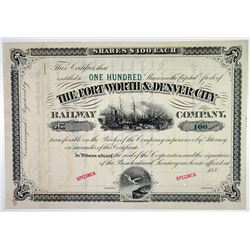 SHARES $100 EACH
This Certifies that
entitled to ONE HUNDRED Shares in the Capital Stock of
THE FORT WORTH & DENVER CITY
RAILWAY COMPANY,
100
transferable on the Books of the Company in person or by Attorney
on surrender of this Certificate.
In Witness whereof, the seal of the Corporation and the signatures
of the President and Secretary are hereto affixed
188
SPECIMEN
SPECIMEN